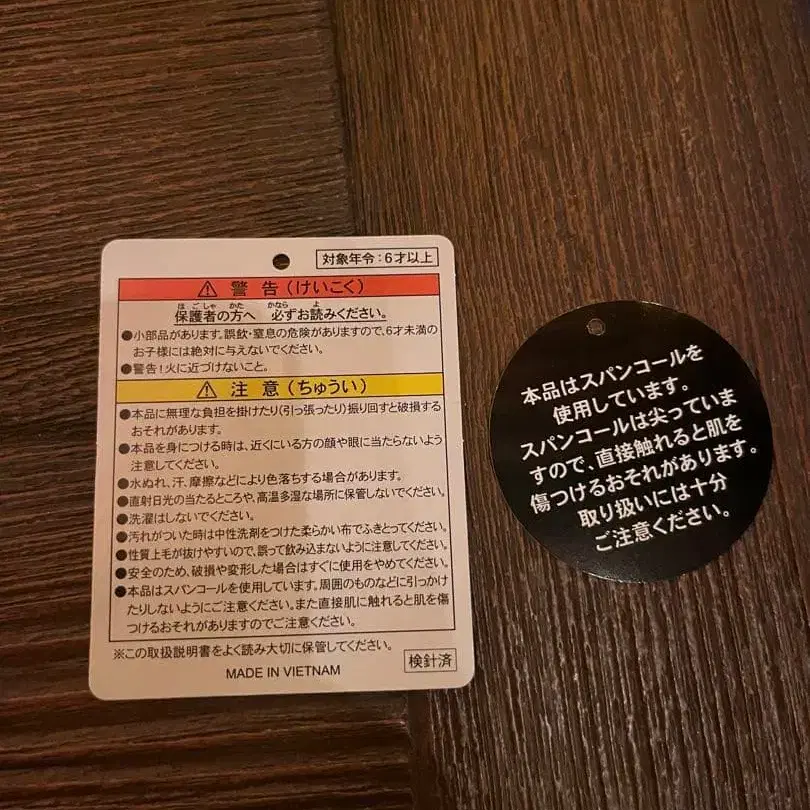 対象年令:6才以上
⚠ 警 告 (けいこく)
ほ ご しゃ かた かなら よ
保護者の方へ 必ずお読みください。
●小部品があります。誤飲・窒息の危険がありますので、6才未満の
お子様には絶対に与えないでください。
●警告!火に近づけないこと。
⚠ 注 意 (ちゅうい)
●本品に無理な負担を掛けたり(引っ張ったり)振り回すと破損する
おそれがあります。
●本品を身につける時は、近くにいる方の顔や眼に当たらないよう
注意してください。
●水ぬれ、汗、摩擦などにより色落ちする場合があります。
●直射日光の当たるところや、高温多湿な場所に保管しないでください。
●洗濯はしないでください。
●汚れがついた時は中性洗剤をつけた柔らかい布でふきとってください。
●性質上毛が抜けやすいので、誤って飲み込まないように注意してください。
●安全のため、破損や変形した場合はすぐに使用をやめてください。
●本品はスパンコールを使用しています。周囲のものなどに引っかけ
たりしないようにご注意ください。また直接肌に触れると肌を傷
つけるおそれがありますのでご注意ください。
※この取扱説明書をよく読み大切に保管してください。
検針済
MADE IN VIETNAM
本品はスパンコールを
使用しています。
スパンコールは尖っていま
すので、直接触れると肌を
傷つけるおそれがあります。
取り扱いには十分
ご注意ください。